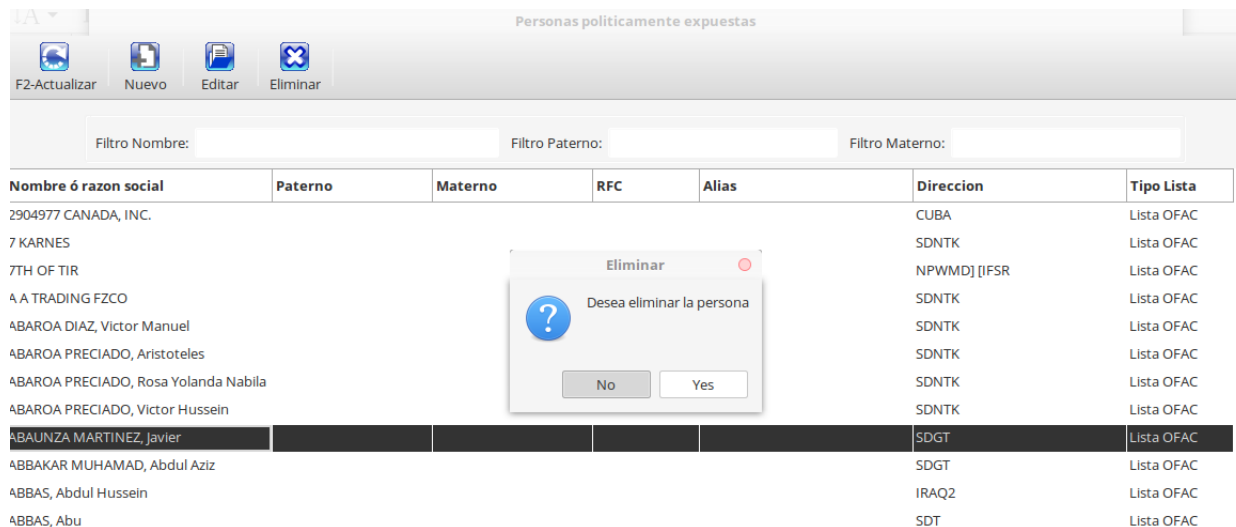 Personas politicamente expuestas
F2-Actualizar Nuevo Editar Eliminar
Filtro Nombre: Filtro Paterno: Filtro Materno:
Nombre ó razon social Paterno Materno RFC Alias Direccion Tipo Lista
2904977 CANADA, INC. CUBA Lista OFAC
7 KARNES SDNTK Lista OFAC
7TH OF TIR NPWMD] [IFSR Lista OFAC
A A TRADING FZCO SDNTK Lista OFAC
ABAROA DIAZ, Victor Manuel SDNTK Lista OFAC
ABAROA PRECIADO, Aristoteles SDNTK Lista OFAC
ABAROA PRECIADO, Rosa Yolanda Nabila SDNTK Lista OFAC
ABAROA PRECIADO, Victor Hussein SDNTK Lista OFAC
ABAUNZA MARTINEZ, Javier SDGT Lista OFAC
ABBAKAR MUHAMAD, Abdul Aziz SDGT Lista OFAC
ABBAS, Abdul Hussein IRAQ2 Lista OFAC
ABBAS, Abu SDT Lista OFAC
Eliminar
Desea eliminar la persona
No Yes